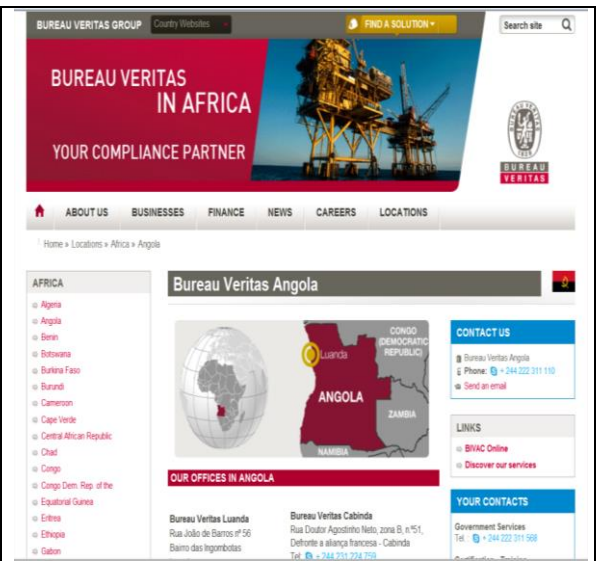 BUREAU VERITAS GROUP
Country Websites
FIND A SOLUTION
Search site
BUREAU VERITAS
IN AFRICA
YOUR COMPLIANCE PARTNER
BUREAU VERITAS
1828
BUREAU
VERITAS
ABOUT US BUSINESSES FINANCE NEWS CAREERS LOCATIONS
Home » Locations » Africa » Angola
AFRICA
Algeria
Angola
Benin
Botswana
Burkina Faso
Burundi
Cameroon
Cape Verde
Central African Republic
Chad
Congo
Congo Dem. Rep. of the
Equatorial Guinea
Eritrea
Ethiopia
Gabon
Bureau Veritas Angola
CONGO
(DEMOCRATIC
REPUBLIC)
Luanda
ANGOLA
ZAMBIA
NAMIBIA
OUR OFFICES IN ANGOLA
Bureau Veritas Luanda
Rua João de Barros nº 56
Bairro das Ingombotas
Bureau Veritas Cabinda
Rua Doutor Agostinho Neto, zona B, n.º51,
Defronte a aliança francesa - Cabinda
Tel: + 244 231 224 759
CONTACT US
Bureau Veritas Angola
Phone: + 244 222 311 110
Send an email
LINKS
BIVAC Online
Discover our services
YOUR CONTACTS
Government Services
Tel. : + 244 222 311 568